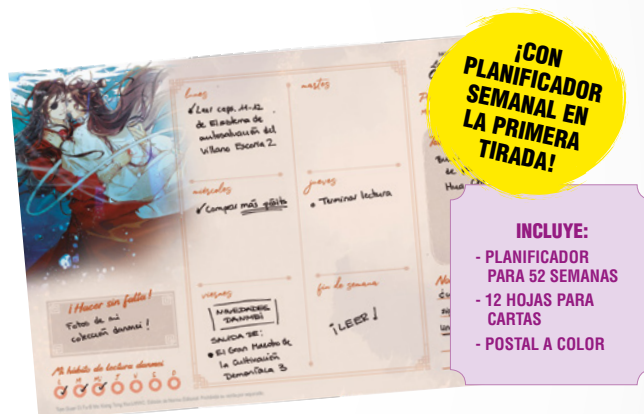 ¡CON
PLANIFICADOR
SEMANAL EN
LA PRIMERA
TIRADA!
INCLUYE:
- PLANIFICADOR
PARA 52 SEMANAS
- 12 HOJAS PARA
CARTAS
- POSTAL A COLOR
lunes
✓ Leer caps. 11-12
de El sistema de
autosalvación del
Villano Escoria 2
martes
miércoles
✓ Comprar más pósits
jueves
• Terminar lectura
viernes
NOVEDADES
DANMEI
SALIDA DE:
• El Gran Maestro de
la Cultivación
Demoníaca 3
fin de semana
¡LEER!
¡Hacer sin falta!
Fotos de mi
colección danmei!
Mi hábito de lectura danmei
L M M J V S D